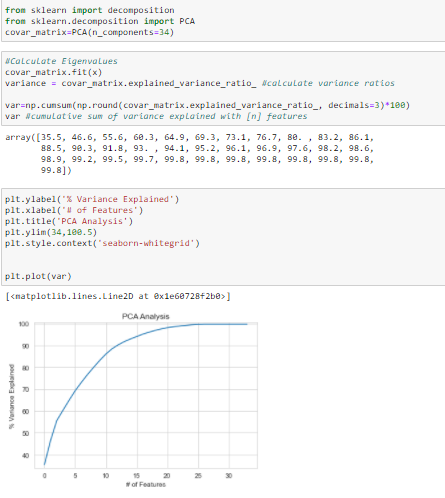 from sklearn import decomposition
from sklearn.decomposition import PCA
covar_matrix=PCA(n_components=34)
#Calculate Eigenvalues
covar_matrix.fit(x)
variance = covar_matrix.explained_variance_ratio_ #calculate variance ratios
var=np.cumsum(np.round(covar_matrix.explained_variance_ratio_, decimals=3)*100)
var #cumulative sum of variance explained with [n] features
array([35.5, 46.6, 55.6, 60.3, 64.9, 69.3, 73.1, 76.7, 80. , 83.2, 86.1,
88.5, 90.3, 91.8, 93. , 94.1, 95.2, 96.1, 96.9, 97.6, 98.2, 98.6,
98.9, 99.2, 99.5, 99.7, 99.8, 99.8, 99.8, 99.8, 99.8, 99.8, 99.8,
99.8])
plt.ylabel('% Variance Explained')
plt.xlabel('# of Features')
plt.title('PCA Analysis')
plt.ylim(34,100.5)
plt.style.context('seaborn-whitegrid')
plt.plot(var)
[<matplotlib.lines.Line2D at 0x1e60728f2b0>]
PCA Analysis
100
90
80
70
60
50
40
% Variance Explained
0 5 10 15 20 25 30
# of Features